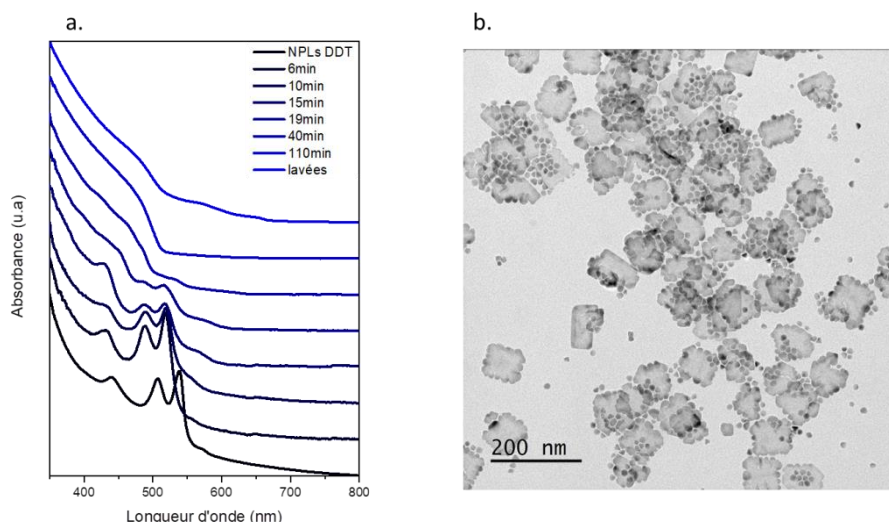 a.
NPLs DDT
6min
10min
15min
19min
40min
110min
lavées
Absorbance (u.a)
400 500 600 700 800
Longueur d'onde (nm)
b.
200 nm